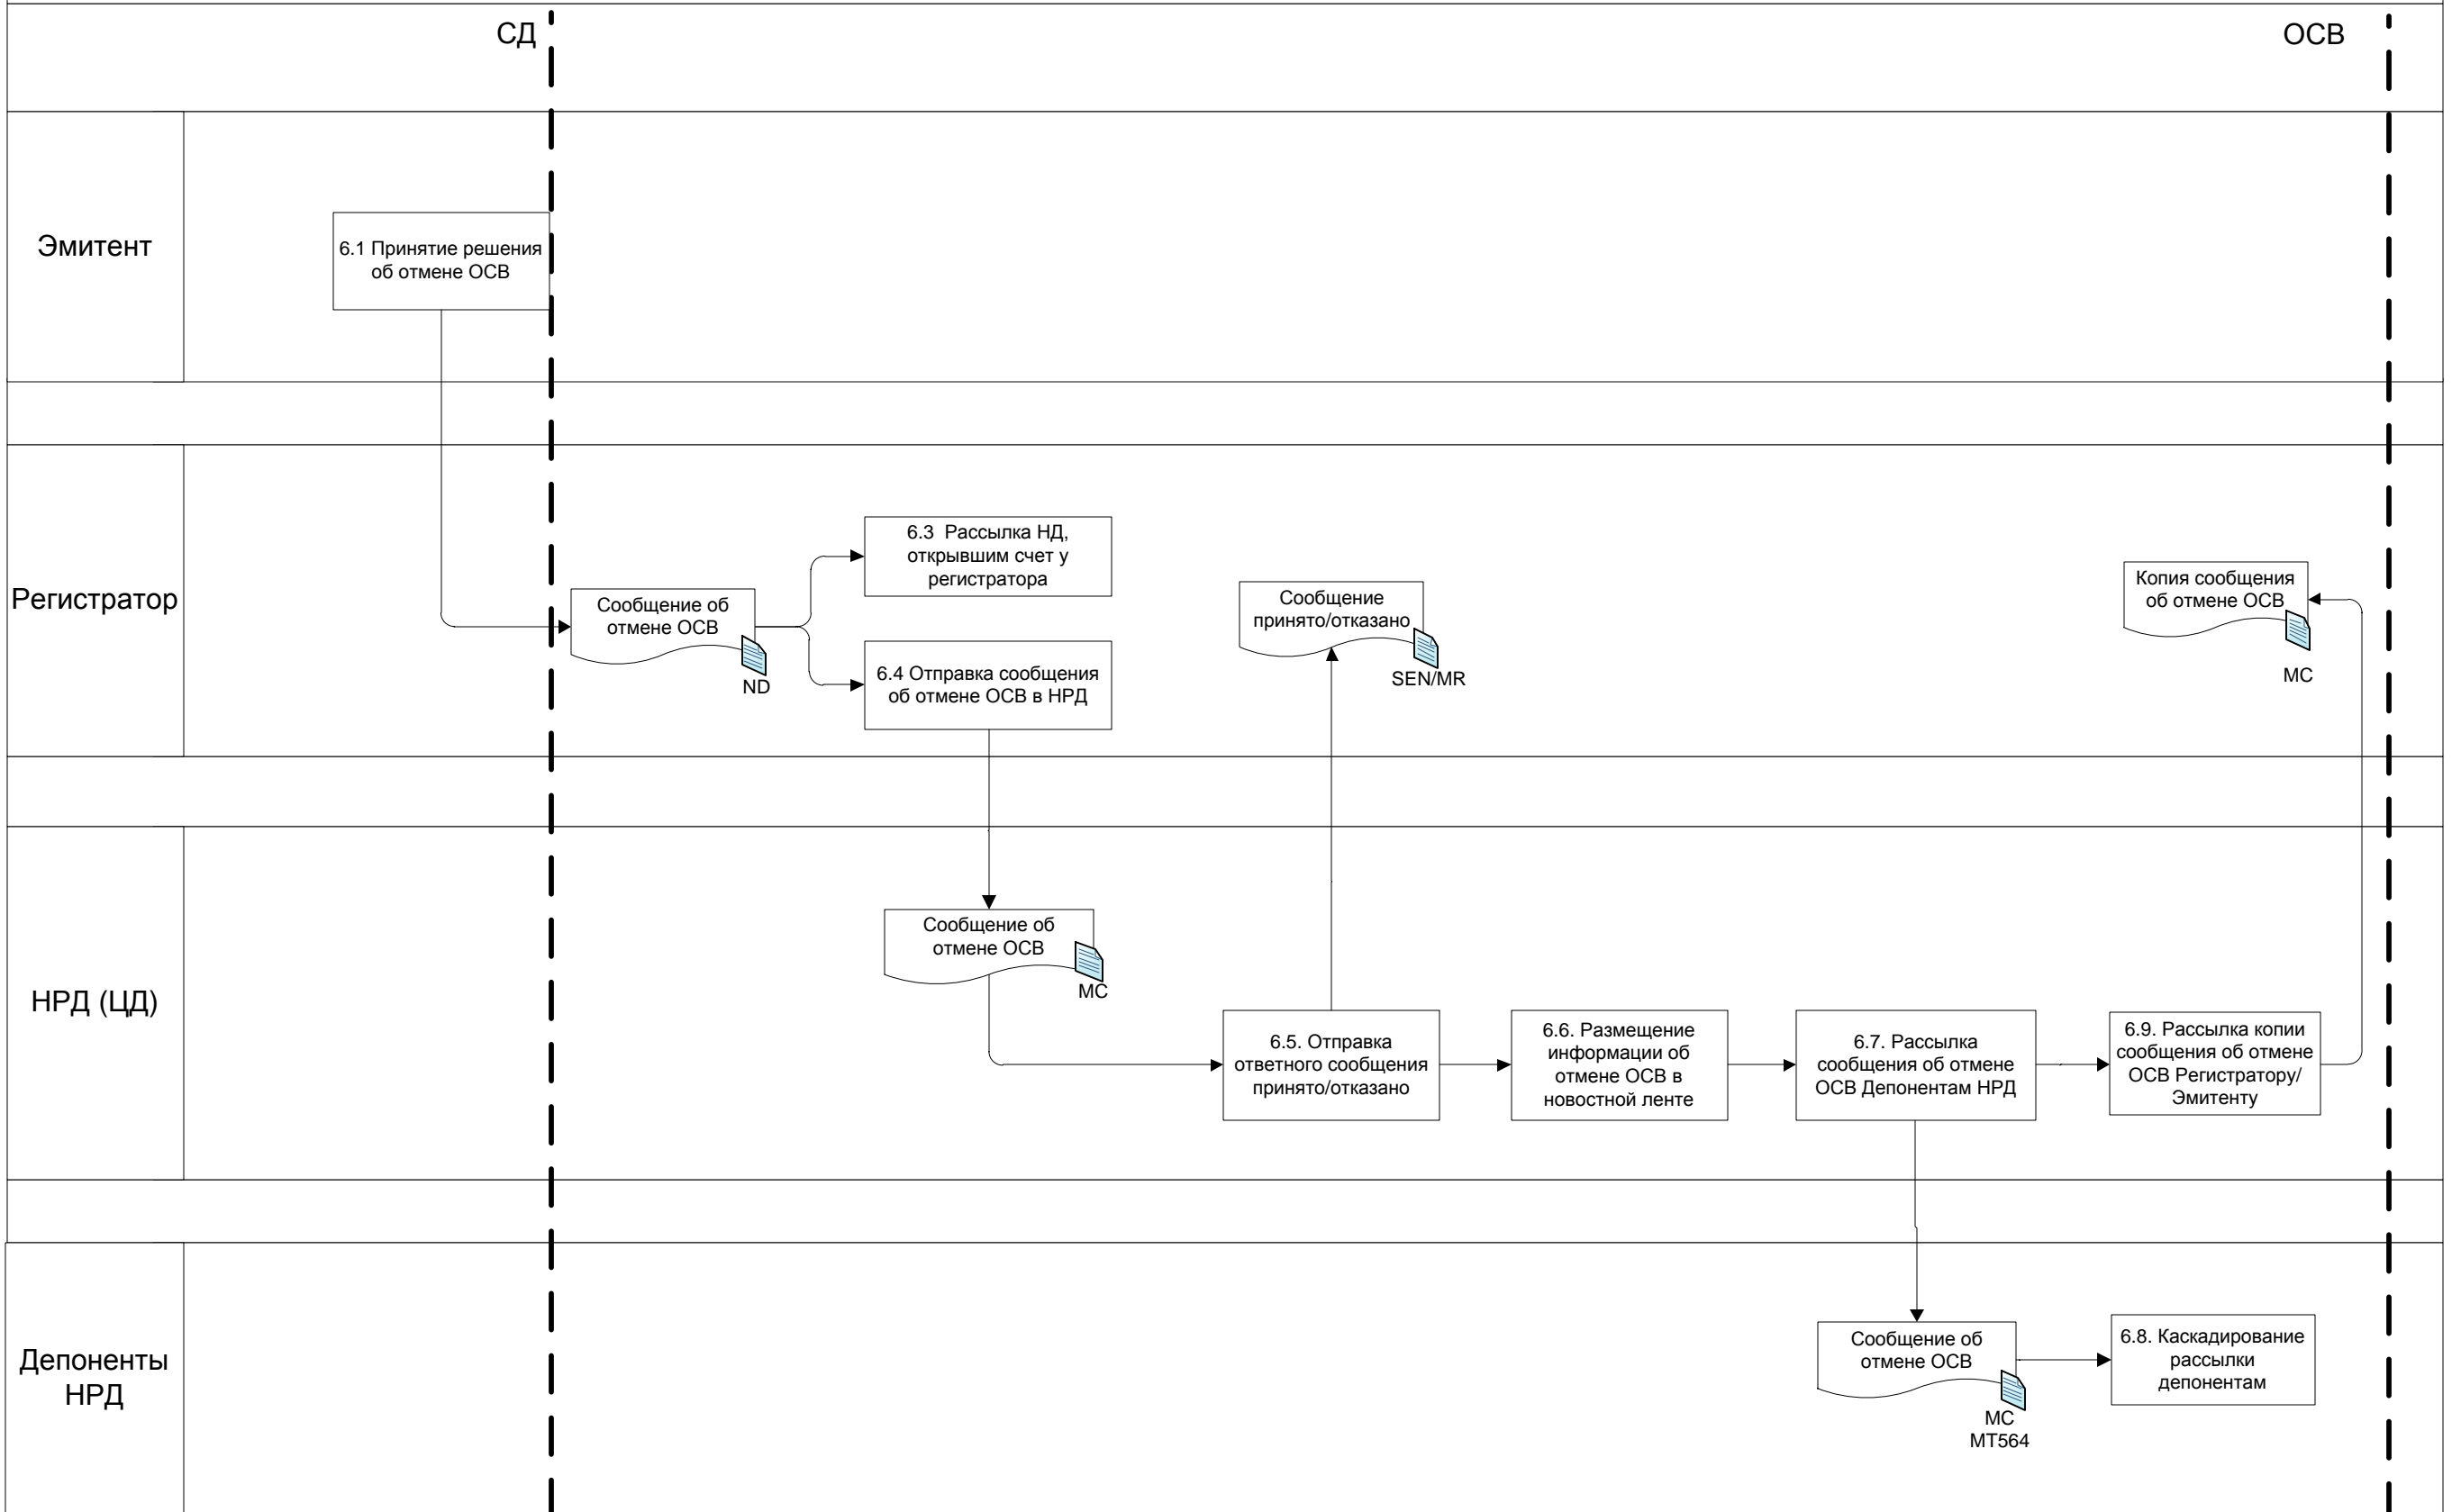 СД
ОСВ
Эмитент
6.1 Принятие решения
об отмене ОСВ
Регистратор
Сообщение об
отмене ОСВ
ND
6.3 Рассылка НД,
открывшим счет у
регистратора
6.4 Отправка сообщения
об отмене ОСВ в НРД
Сообщение
принято/отказано
SEN/MR
Копия сообщения
об отмене ОСВ
MC
НРД (ЦД)
Сообщение об
отмене ОСВ
MC
6.5. Отправка
ответного сообщения
принято/отказано
6.6. Размещение
информации об
отмене ОСВ в
новостной ленте
6.7. Рассылка
сообщения об отмене
ОСВ Депонентам НРД
6.9. Рассылка копии
сообщения об отмене
ОСВ Регистратору/
Эмитенту
Депоненты
НРД
Сообщение об
отмене ОСВ
MC
MT564
6.8. Каскадирование
рассылки
депонентам